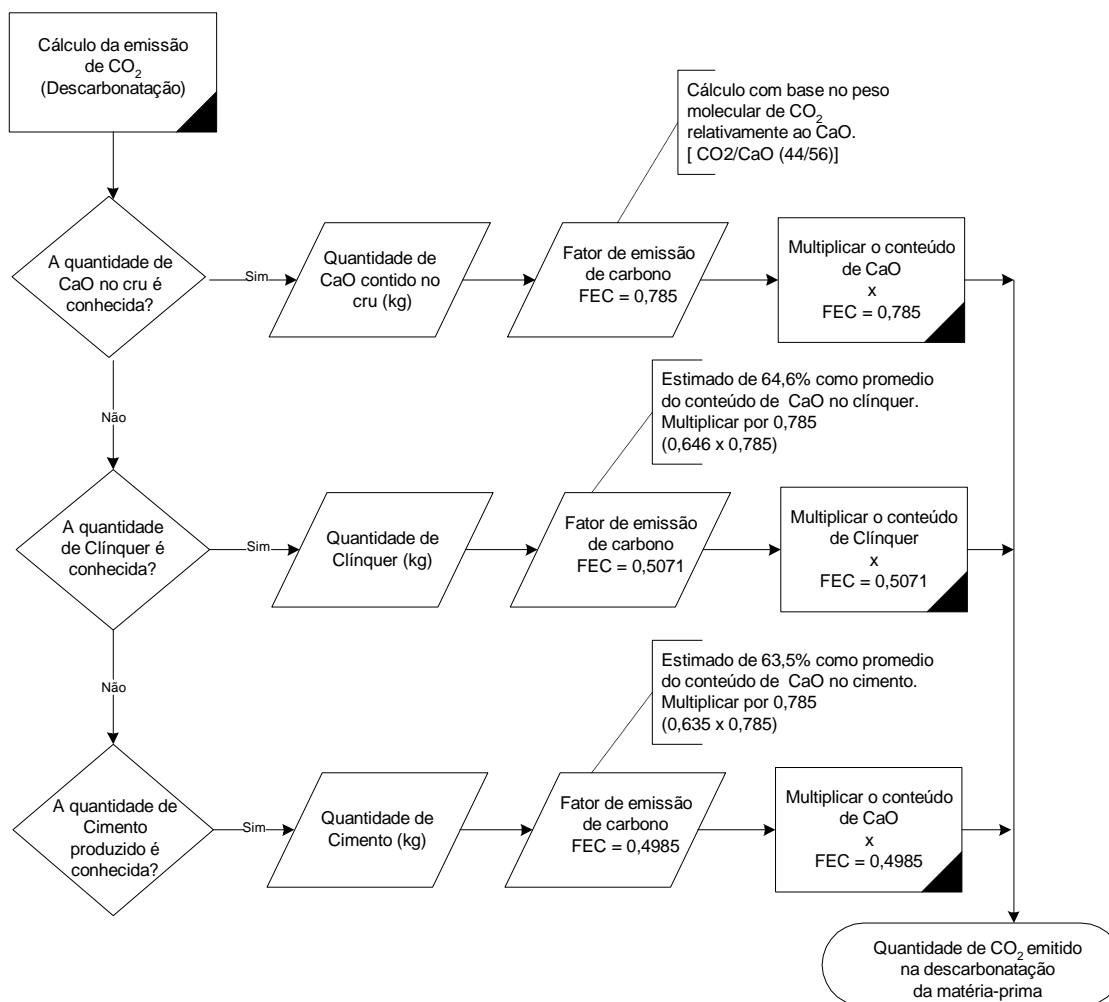 Cálculo da emissão
de CO2
(Descarbonatação)
Cálculo com base no peso
molecular de CO2
relativamente ao CaO.
[ CO2/CaO (44/56)]
A quantidade de
CaO no cru é
conhecida?
Sim
Quantidade de
CaO contido no
cru (kg)
Fator de emissão
de carbono
FEC = 0,785
Multiplicar o conteúdo
de CaO
x
FEC = 0,785
Não
Estimado de 64,6% como promedio
do conteúdo de CaO no clínquer.
Multiplicar por 0,785
(0,646 x 0,785)
A quantidade
de Clínquer é
conhecida?
Sim
Quantidade de
Clínquer (kg)
Fator de emissão
de carbono
FEC = 0,5071
Multiplicar o conteúdo
de Clínquer
x
FEC = 0,5071
Não
Estimado de 63,5% como promedio
do conteúdo de CaO no cimento.
Multiplicar por 0,785
(0,635 x 0,785)
A quantidade de
Cimento
produzido é
conhecida?
Sim
Quantidade de
Cimento (kg)
Fator de emissão
de carbono
FEC = 0,4985
Multiplicar o conteúdo
de CaO
x
FEC = 0,4985
Quantidade de CO2 emitido
na descarbonatação
da matéria-prima